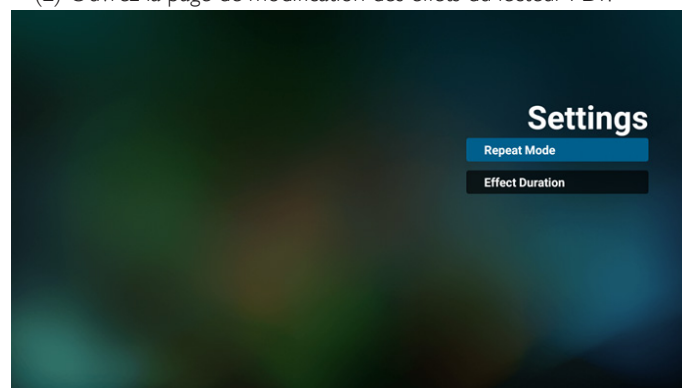 (2) Ouvrez la page de modification des effets du lecteur PDF.
Settings
Repeat Mode
Effect Duration